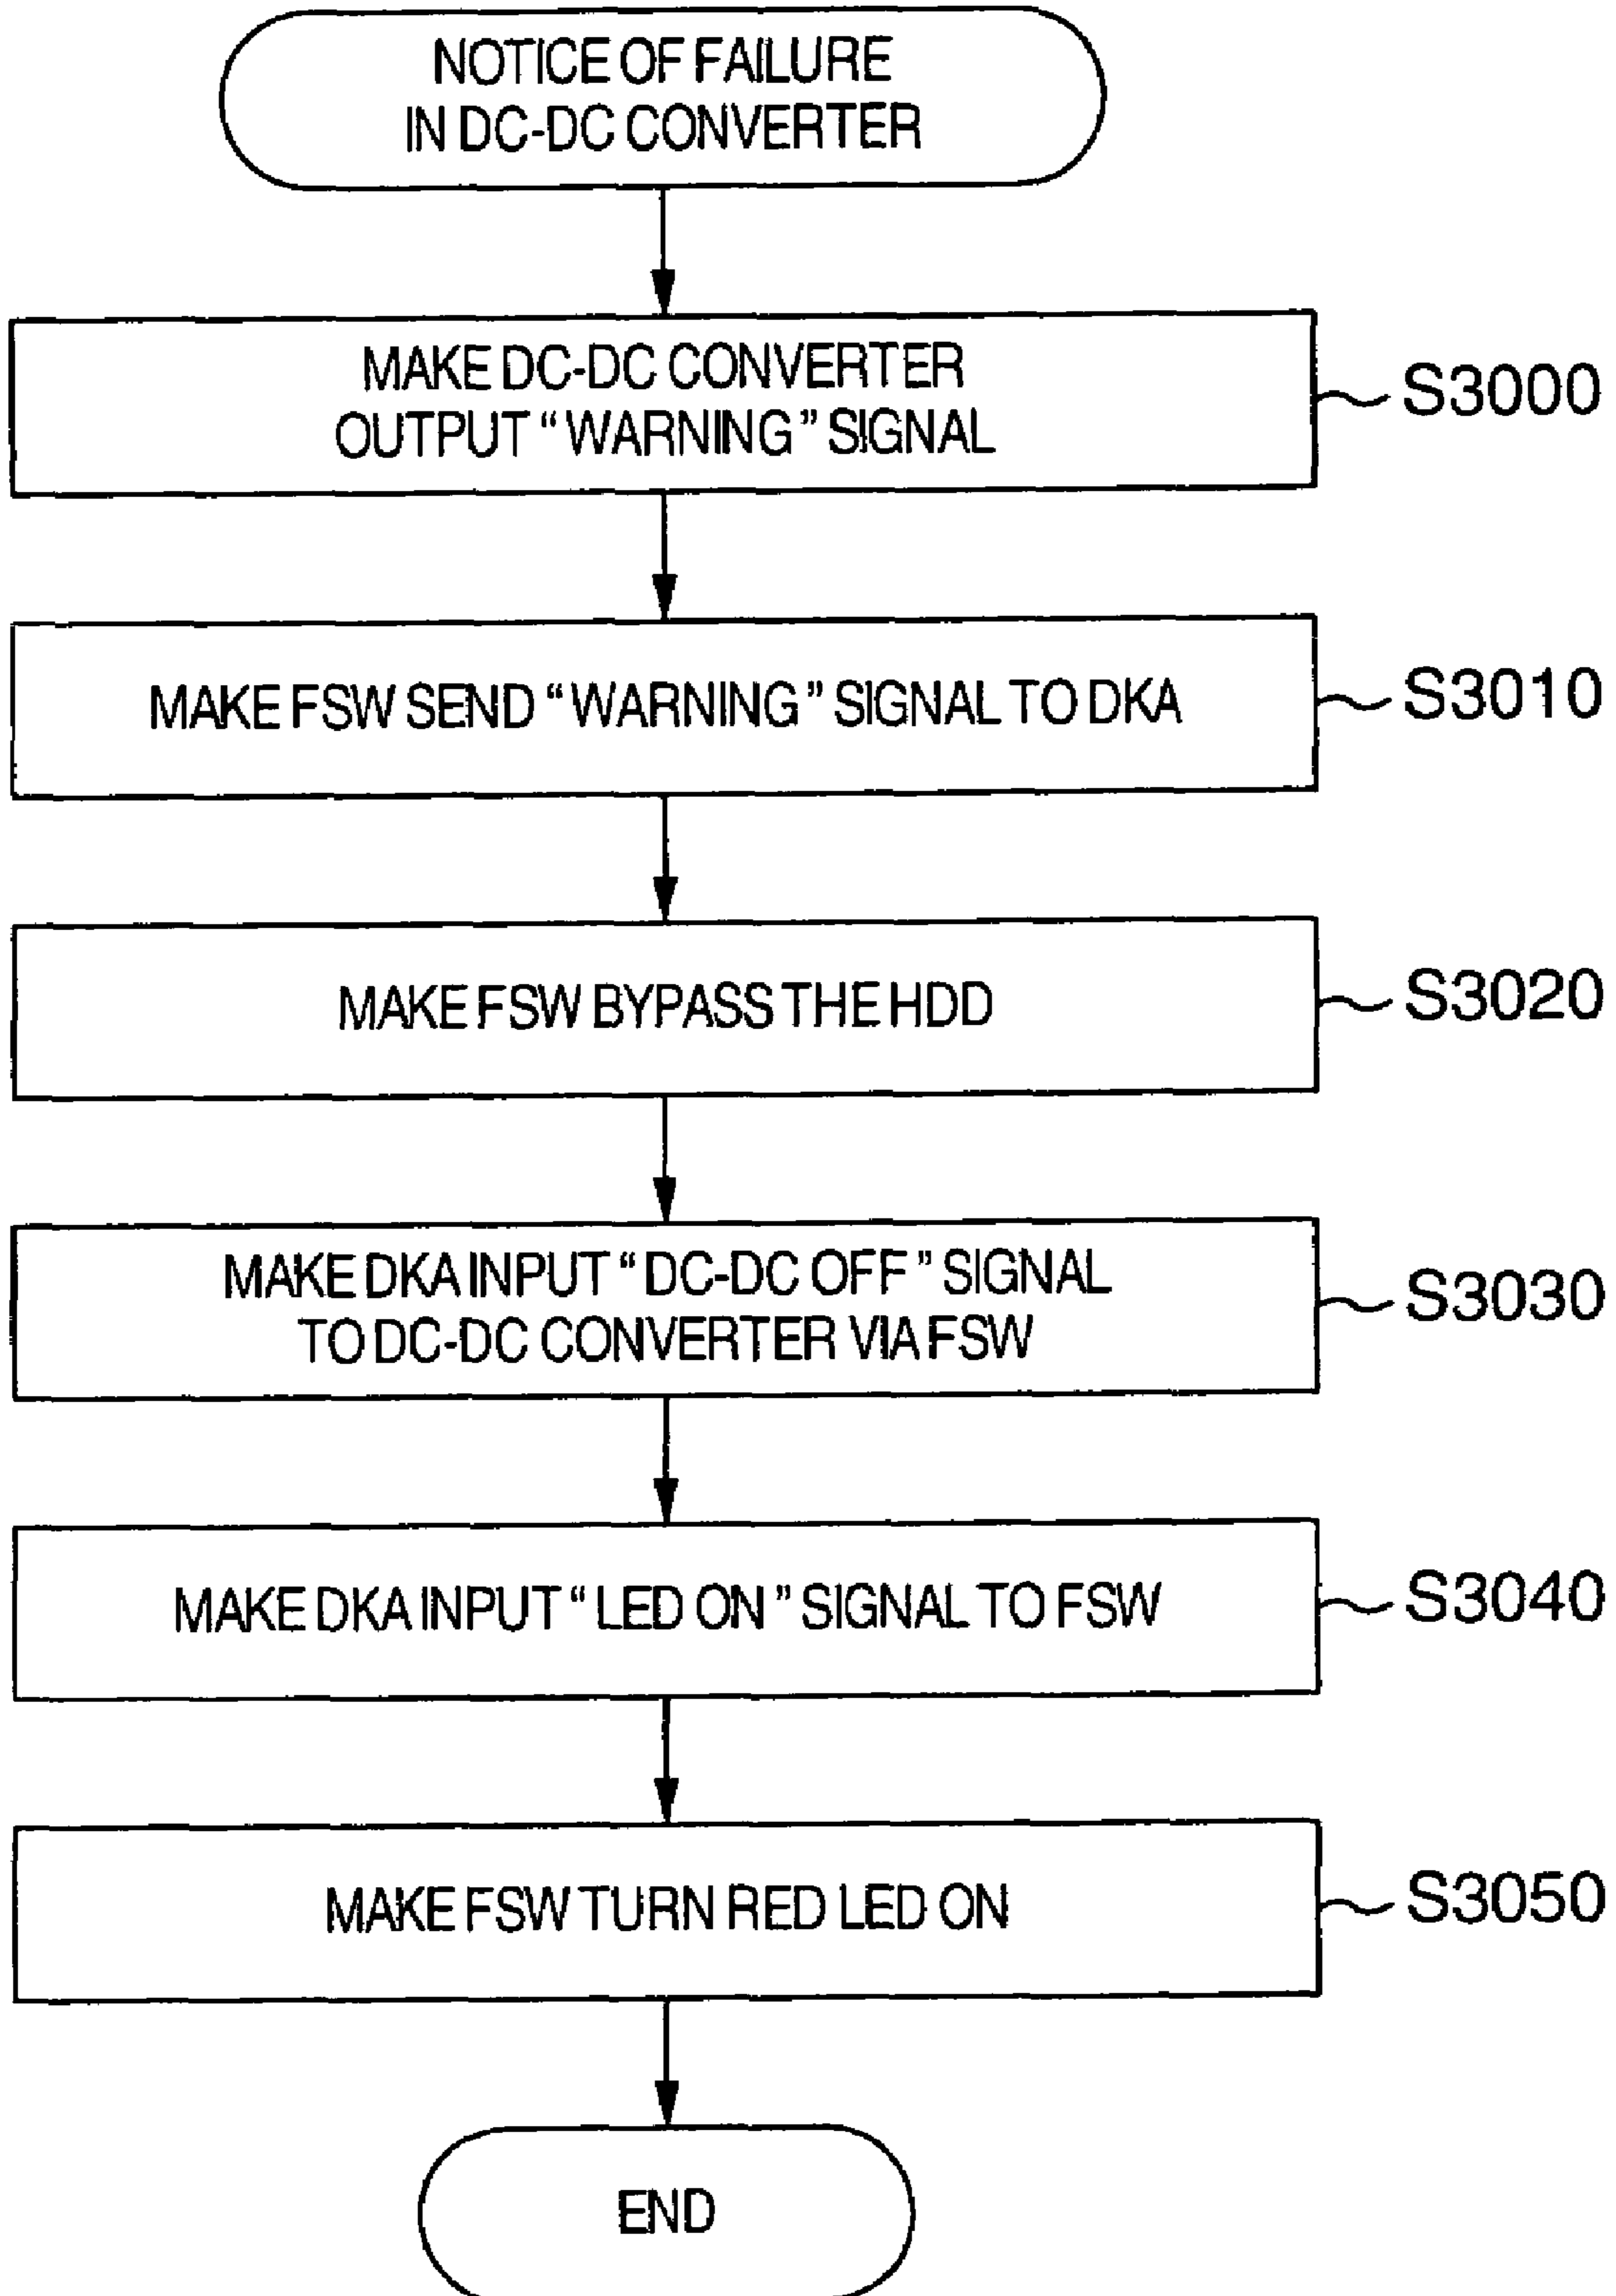 NOTICE OF FAILURE
IN DC-DC CONVERTER
MAKE DC-DC CONVERTER
OUTPUT “WARNING” SIGNAL
S3000
MAKE FSW SEND “WARNING” SIGNAL TO DKA
S3010
MAKE FSW BYPASS THE HDD
S3020
MAKE DKA INPUT “DC-DC OFF” SIGNAL
TO DC-DC CONVERTER VIA FSW
S3030
MAKE DKA INPUT “LED ON” SIGNAL TO FSW
S3040
MAKE FSW TURN RED LED ON
S3050
END